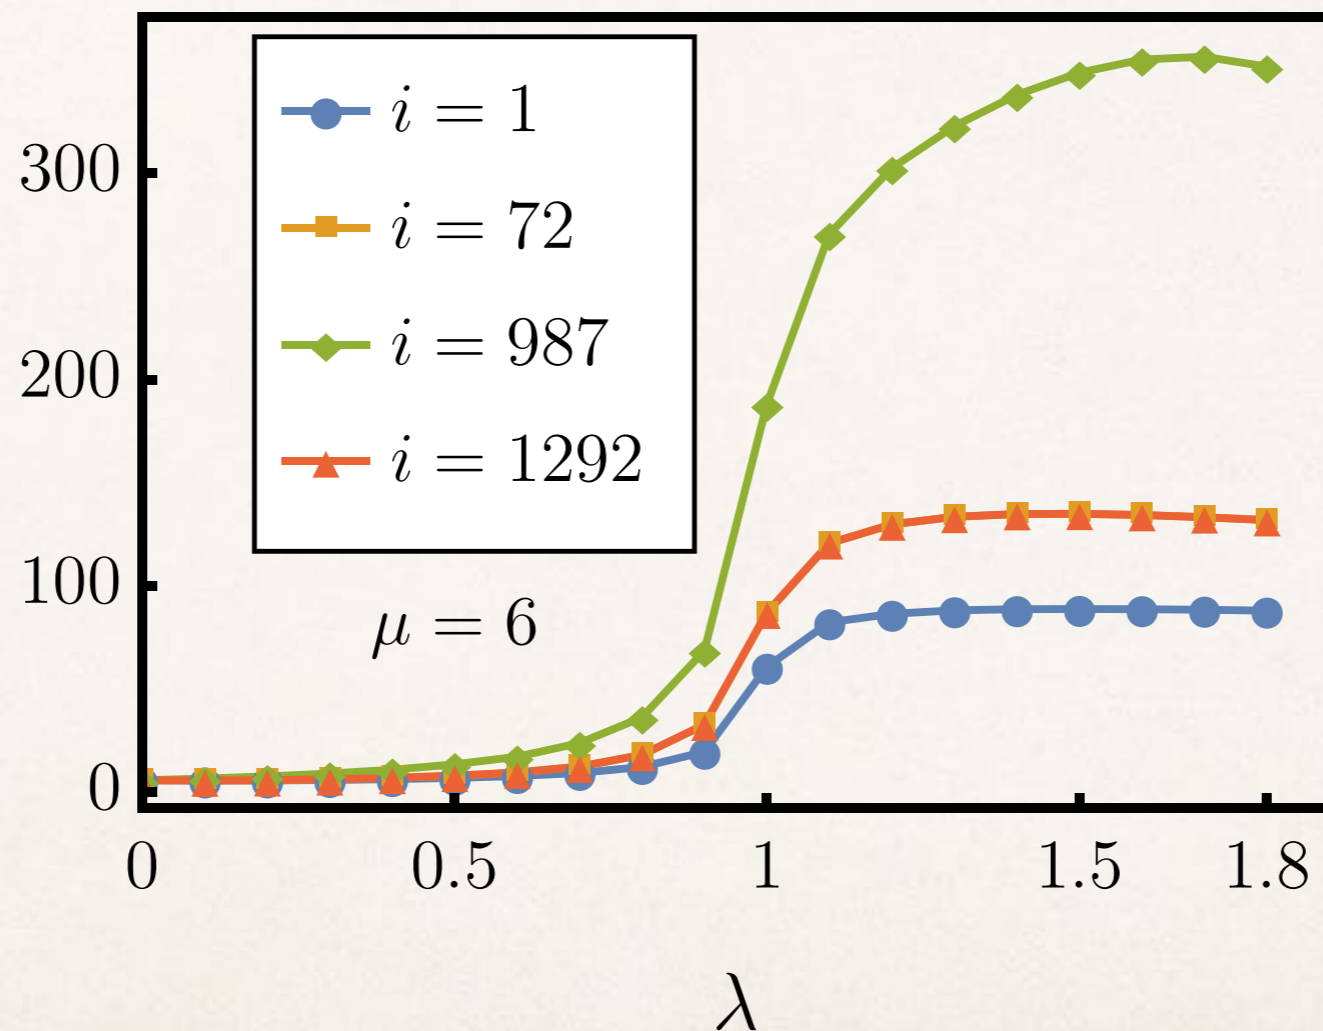 i = 1
i = 72
i = 987
i = 1292
μ = 6
300
200
100
0
0 0.5 1 1.5 1.8
λ